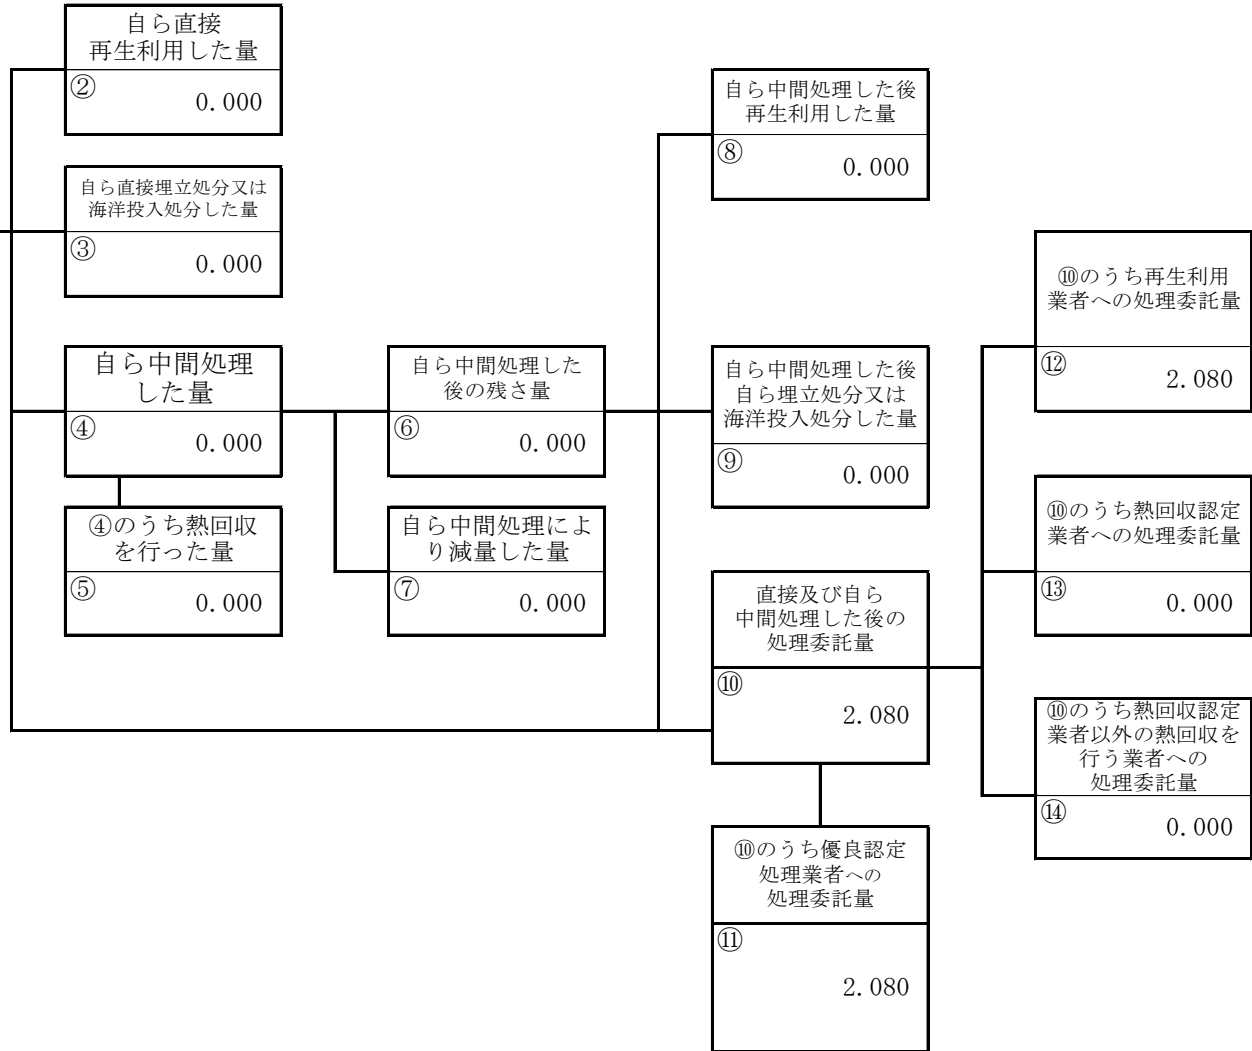 自ら直接
再生利用した量
②
0.000
自ら直接埋立処分又は
海洋投入処分した量
③
0.000
自ら中間処理
した量
④
0.000
④のうち熱回収
を行った量
⑤
0.000
自ら中間処理した
後の残さ量
⑥
0.000
自ら中間処理によ
り減量した量
⑦
0.000
自ら中間処理した後
再生利用した量
⑧
0.000
自ら中間処理した後
自ら埋立処分又は
海洋投入処分した量
⑨
0.000
直接及び自ら
中間処理した後の
処理委託量
⑩
2.080
⑩のうち優良認定
処理業者への
処理委託量
⑪
2.080
⑩のうち再生利用
業者への処理委託量
⑫
2.080
⑩のうち熱回収認定
業者への処理委託量
⑬
0.000
⑩のうち熱回収認定
業者以外の熱回収を
行う業者への
処理委託量
⑭
0.000